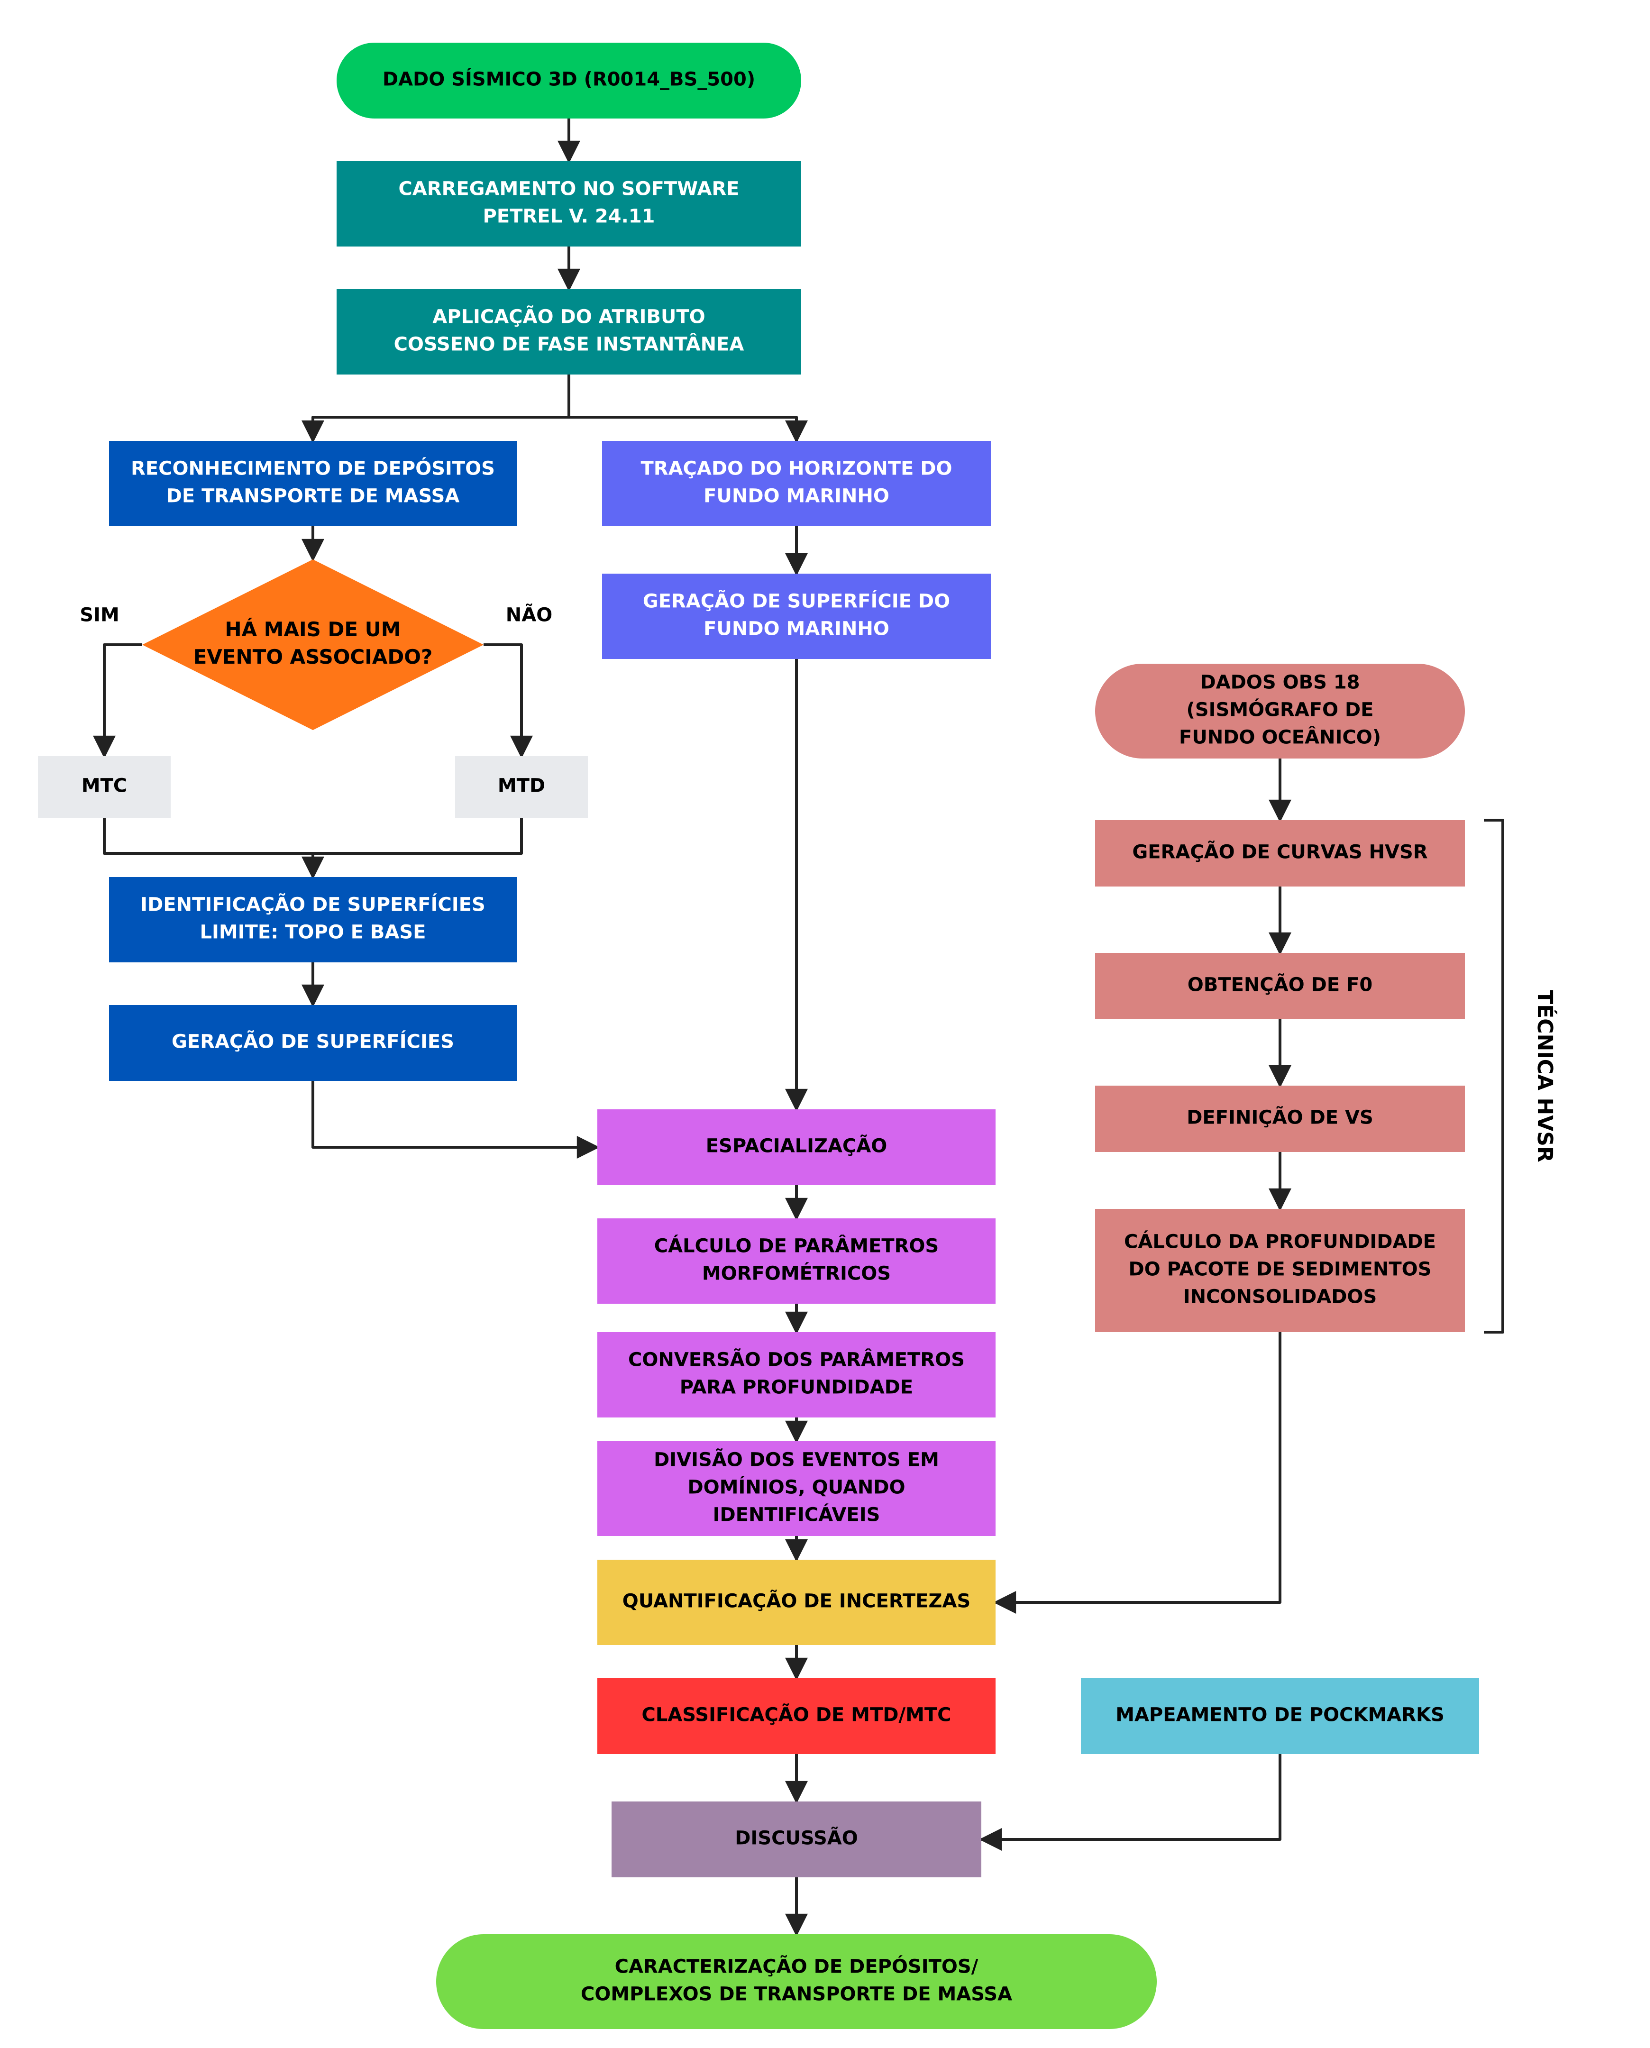 DADO SÍSMICO 3D (R0014_BS_500)
CARREGAMENTO NO SOFTWARE
PETREL V. 24.11
APLICAÇÃO DO ATRIBUTO
COSSENO DE FASE INSTANTÂNEA
RECONHECIMENTO DE DEPÓSITOS
DE TRANSPORTE DE MASSA
TRAÇADO DO HORIZONTE DO
FUNDO MARINHO
SIM
HÁ MAIS DE UM
EVENTO ASSOCIADO?
NÃO
GERAÇÃO DE SUPERFÍCIE DO
FUNDO MARINHO
MTC
MTD
IDENTIFICAÇÃO DE SUPERFÍCIES
LIMITE: TOPO E BASE
GERAÇÃO DE SUPERFÍCIES
DADOS OBS 18
(SISMÓGRAFO DE
FUNDO OCEÂNICO)
GERAÇÃO DE CURVAS HVSR
OBTENÇÃO DE F0
DEFINIÇÃO DE VS
CÁLCULO DA PROFUNDIDADE
DO PACOTE DE SEDIMENTOS
INCONSOLIDADOS
TÉCNICA HVSR
ESPACIALIZAÇÃO
CÁLCULO DE PARÂMETROS
MORFOMÉTRICOS
CONVERSÃO DOS PARÂMETROS
PARA PROFUNDIDADE
DIVISÃO DOS EVENTOS EM
DOMÍNIOS, QUANDO
IDENTIFICÁVEIS
QUANTIFICAÇÃO DE INCERTEZAS
CLASSIFICAÇÃO DE MTD/MTC
MAPEAMENTO DE POCKMARKS
DISCUSSÃO
CARACTERIZAÇÃO DE DEPÓSITOS/
COMPLEXOS DE TRANSPORTE DE MASSA